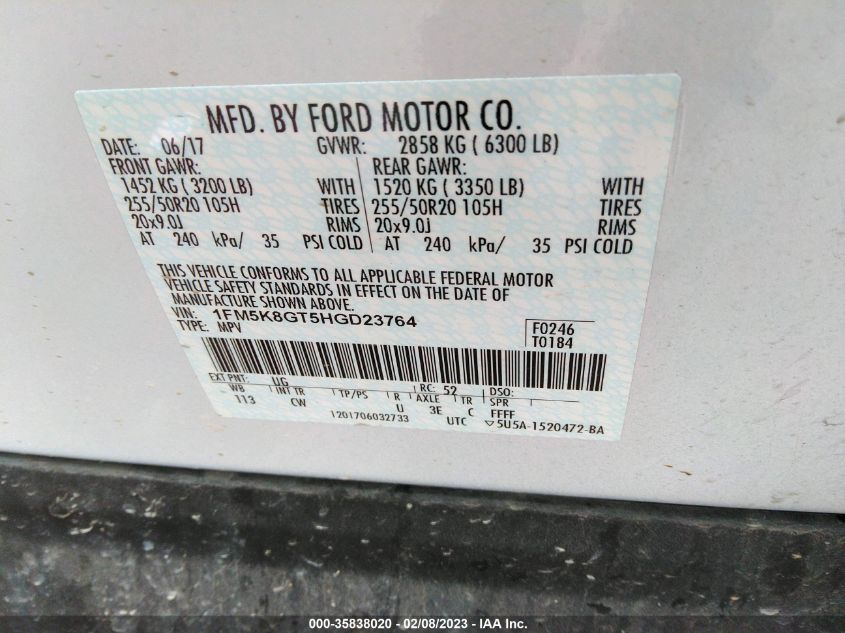 MFD. BY FORD MOTOR CO.
DATE: 06/17 GVWR: 2858 KG ( 6300 LB)
FRONT GAWR: REAR GAWR:
1452 KG ( 3200 LB) WITH 1520 KG ( 3350 LB) WITH
255/50R20 105H TIRES 255/50R20 105H TIRES
20x9.0J RIMS 20x9.0J RIMS
AT 240 kPa/ 35 PSI COLD AT 240 kPa/ 35 PSI COLD
THIS VEHICLE CONFORMS TO ALL APPLICABLE FEDERAL MOTOR
VEHICLE SAFETY STANDARDS IN EFFECT ON THE DATE OF
MANUFACTURE SHOWN ABOVE.
VIN: 1FM5K8GT5HGD23764 F0246
TYPE: MPV T0184
EXT PNT: UG RC: 52 DSO:
WB INT TR TP/PS R AXLE TR SPR
113 CW U 3E C FFFF
1201706032733 UTC ▽5U5A-1520472-BA
000-35838020 - 02/08/2023 - IAA Inc.